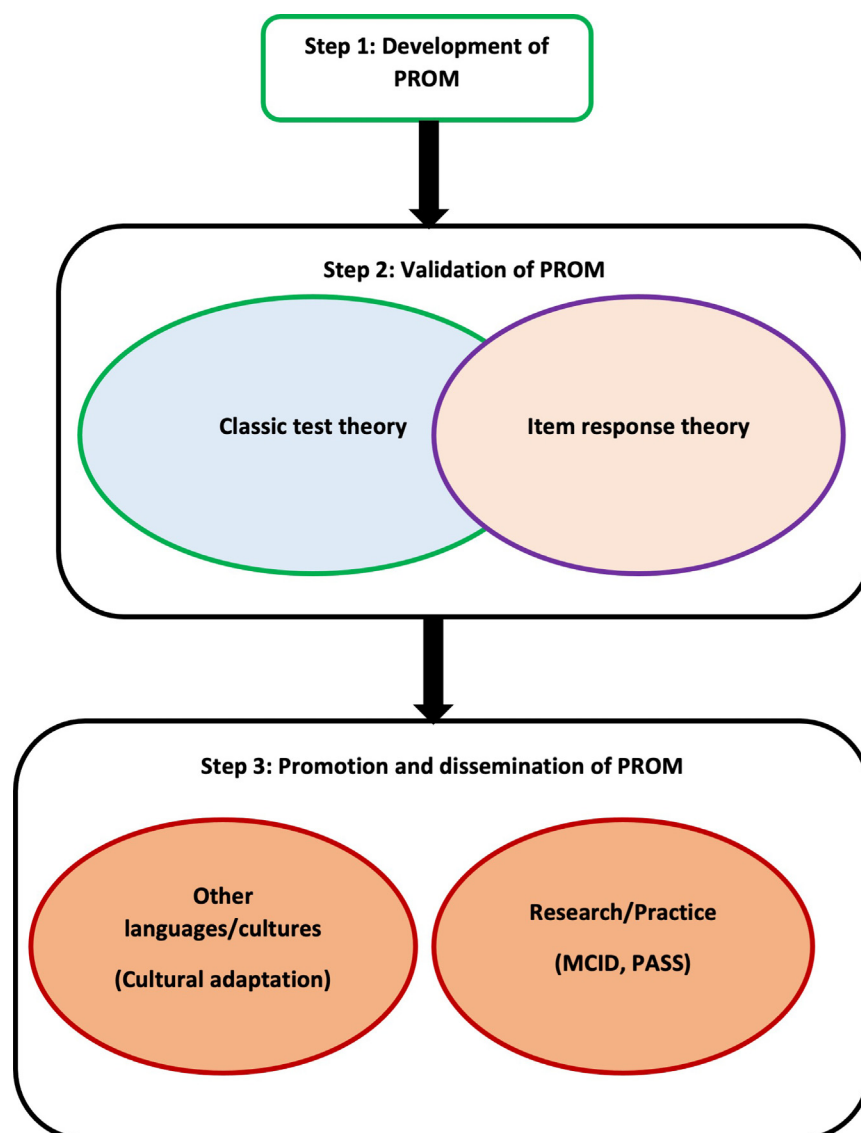 Step 1: Development of
PROM
Step 2: Validation of PROM
Classic test theory
Item response theory
Step 3: Promotion and dissemination of PROM
Other
languages/cultures
(Cultural adaptation)
Research/Practice
(MCID, PASS)